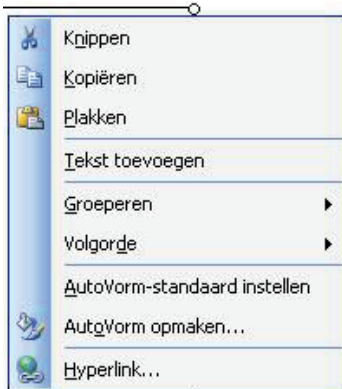 Knippen
Kopiëren
Plakken
Tekst toevoegen
Groeperen
Volgorde
AutoVorm-standaard instellen
AutoVorm opmaken...
Hyperlink...